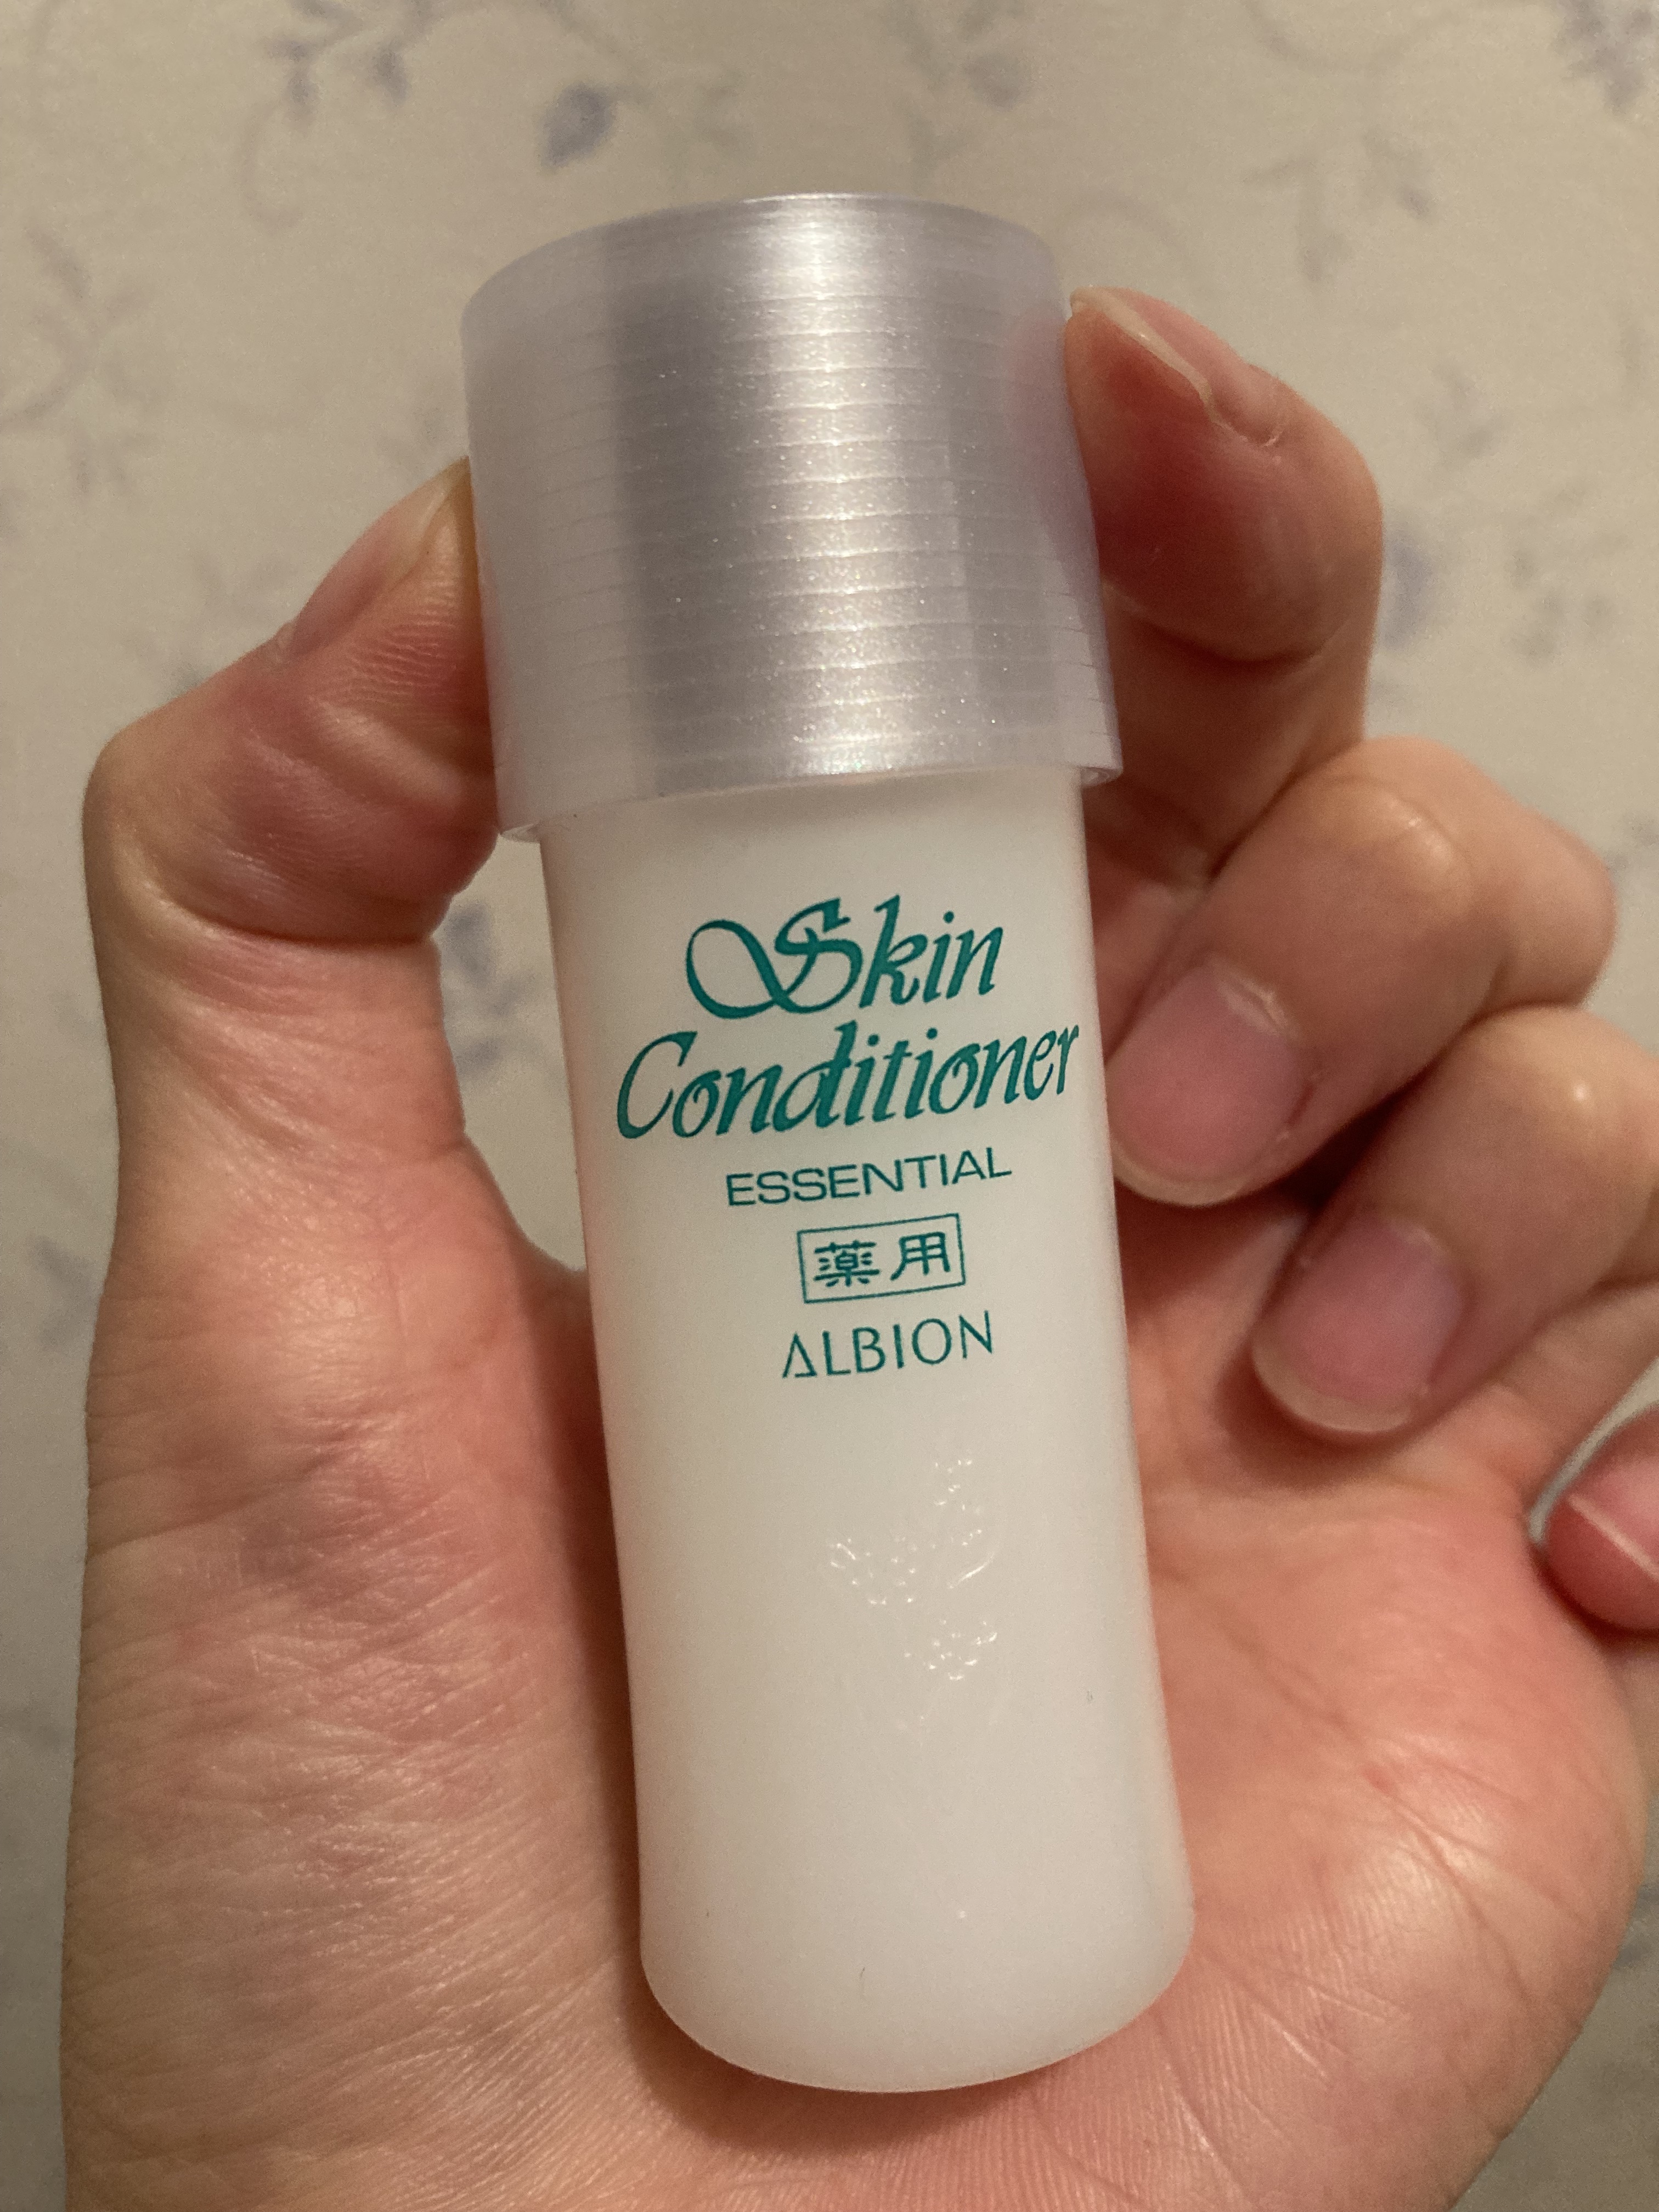 Skin
Conditioner
ESSENTIAL
薬用
ALBION